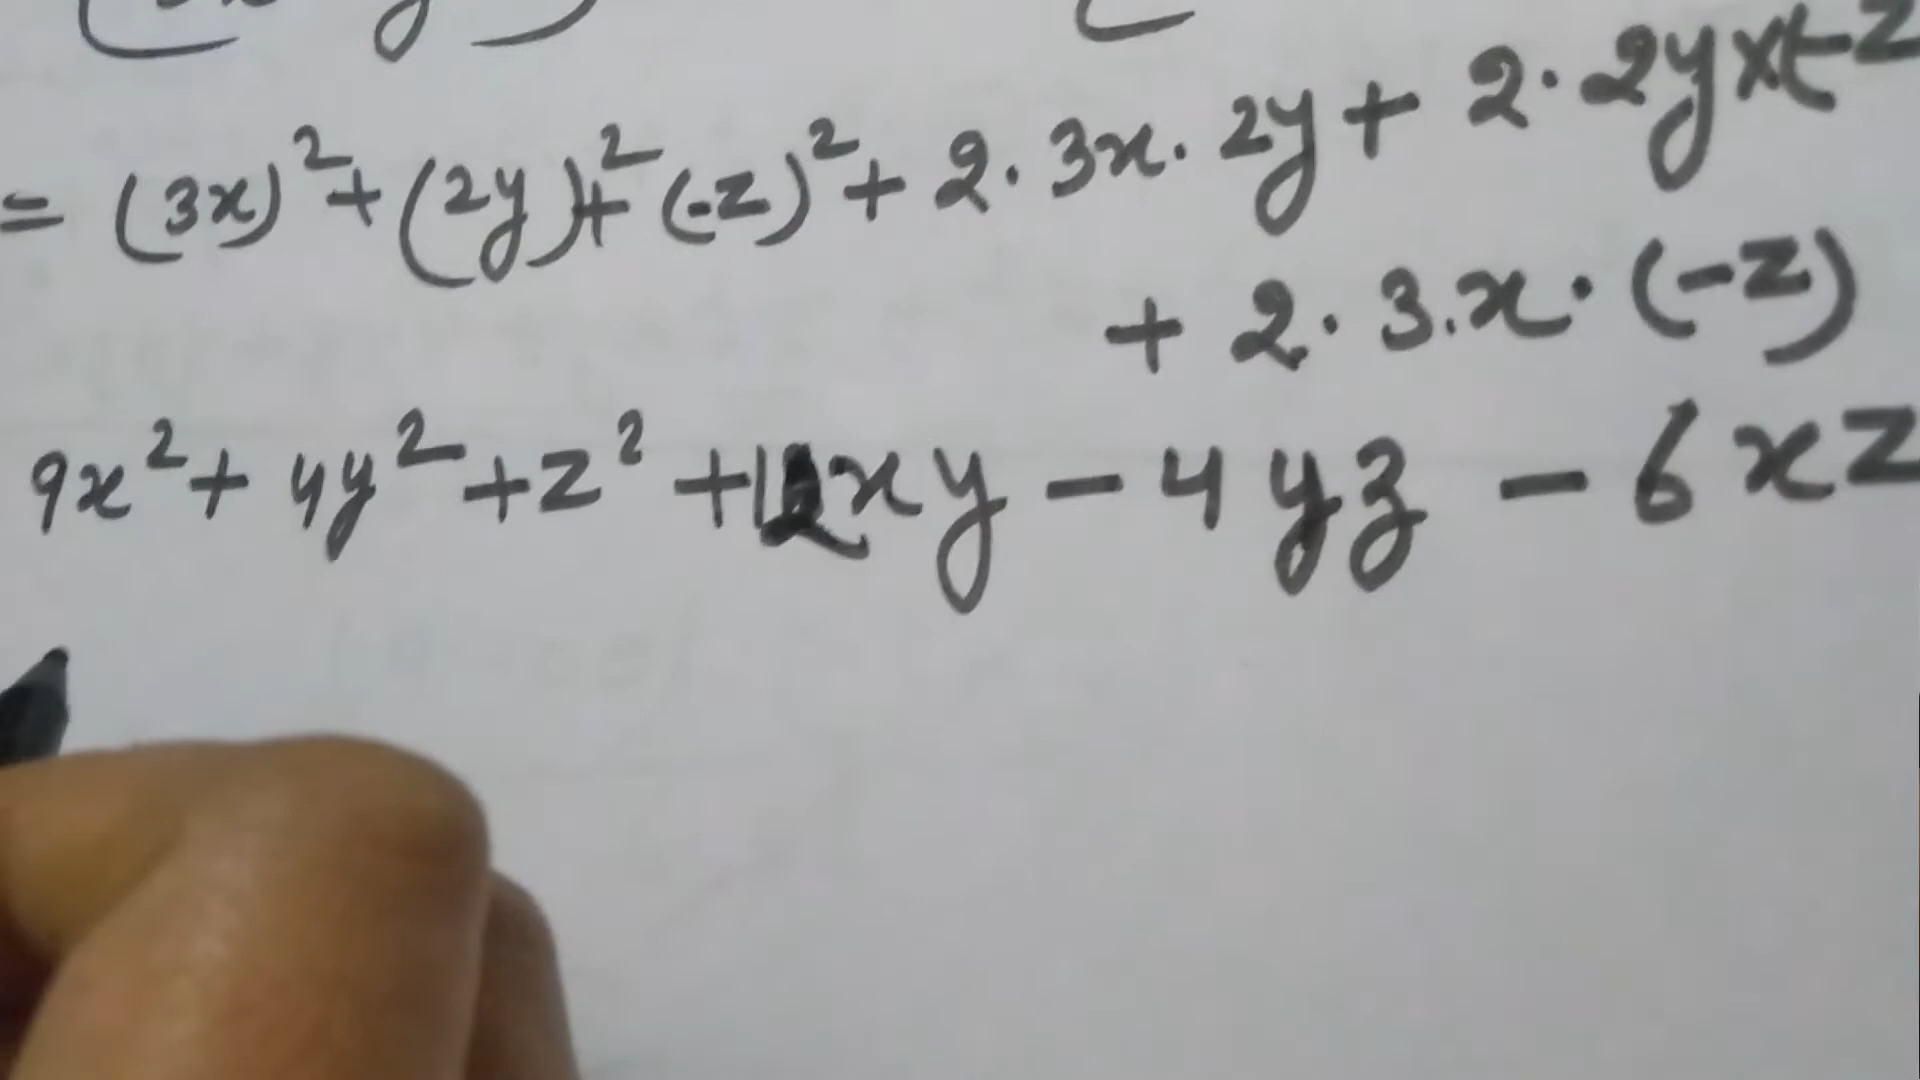 = (3x)² + (2y)² + (-z)² + 2 · 3x · 2y + 2 · 2y × (-z
+ 2 · 3.x · (-z)
9x² + 4y² + z² + 12xy - 4yz - 6xz